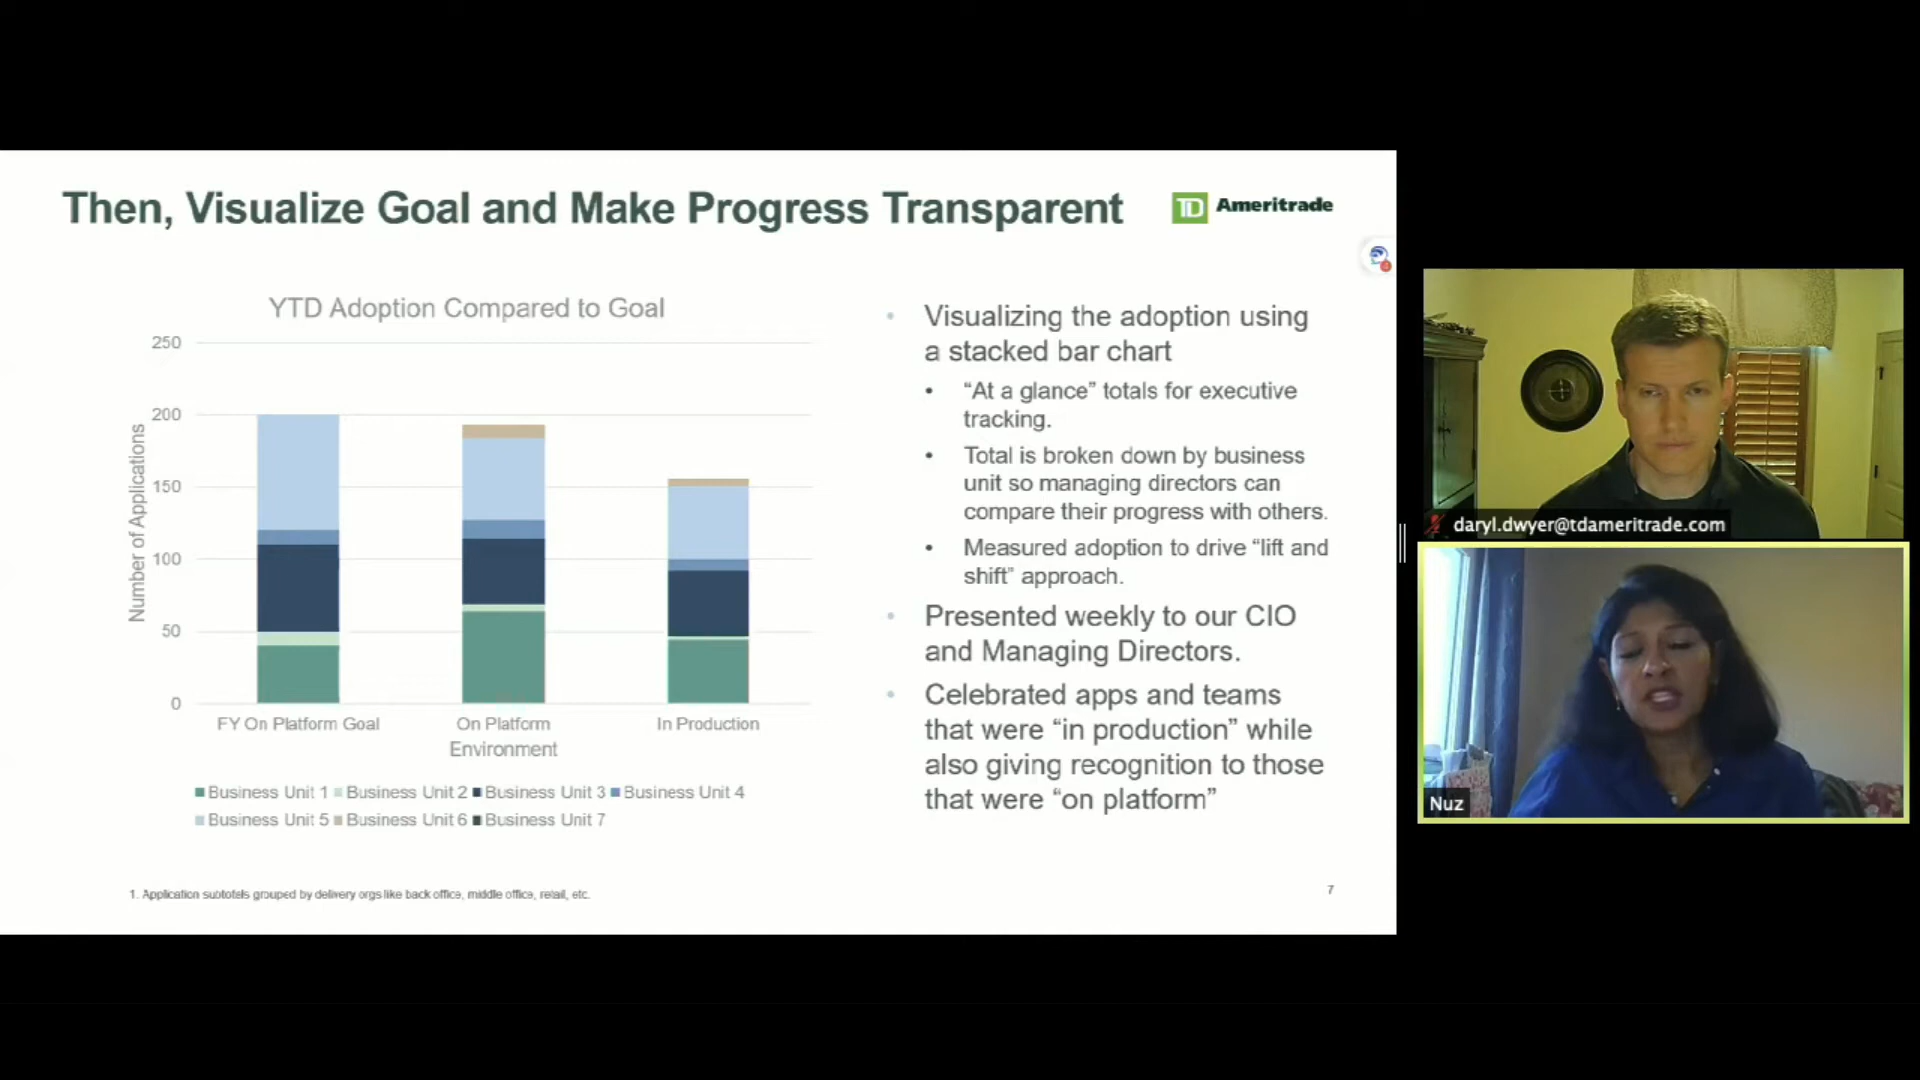 Then, Visualize Goal and Make Progress Transparent
TD Ameritrade
YTD Adoption Compared to Goal
250
200
150
100
50
0
Number of Applications
FY On Platform Goal
On Platform
In Production
Environment
Business Unit 1
Business Unit 2
Business Unit 3
Business Unit 4
Business Unit 5
Business Unit 6
Business Unit 7
1. Application subtotals grouped by delivery orgs like back office, middle office, retail, etc.
• Visualizing the adoption using
a stacked bar chart
• “At a glance” totals for executive
tracking.
• Total is broken down by business
unit so managing directors can
compare their progress with others.
• Measured adoption to drive “lift and
shift” approach.
• Presented weekly to our CIO
and Managing Directors.
• Celebrated apps and teams
that were “in production” while
also giving recognition to those
that were “on platform”
7
daryl.dwyer@tdameritrade.com
Nuz